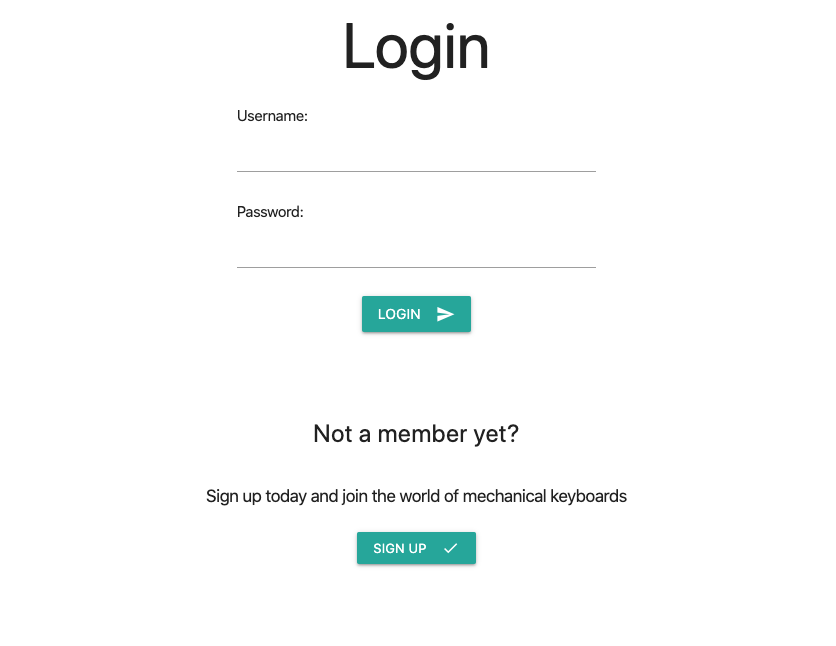 Login
Username:
Password:
LOGIN
Not a member yet?
Sign up today and join the world of mechanical keyboards
SIGN UP